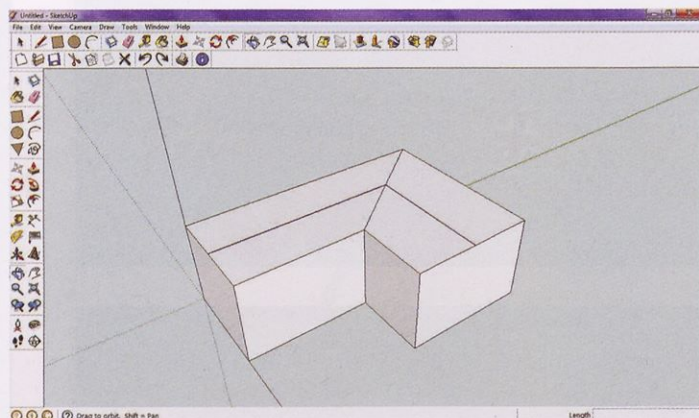 Untitled - SketchUp
File Edit View Camera Draw Tools Window Help
Drag to orbit. Shift = Pan
Length